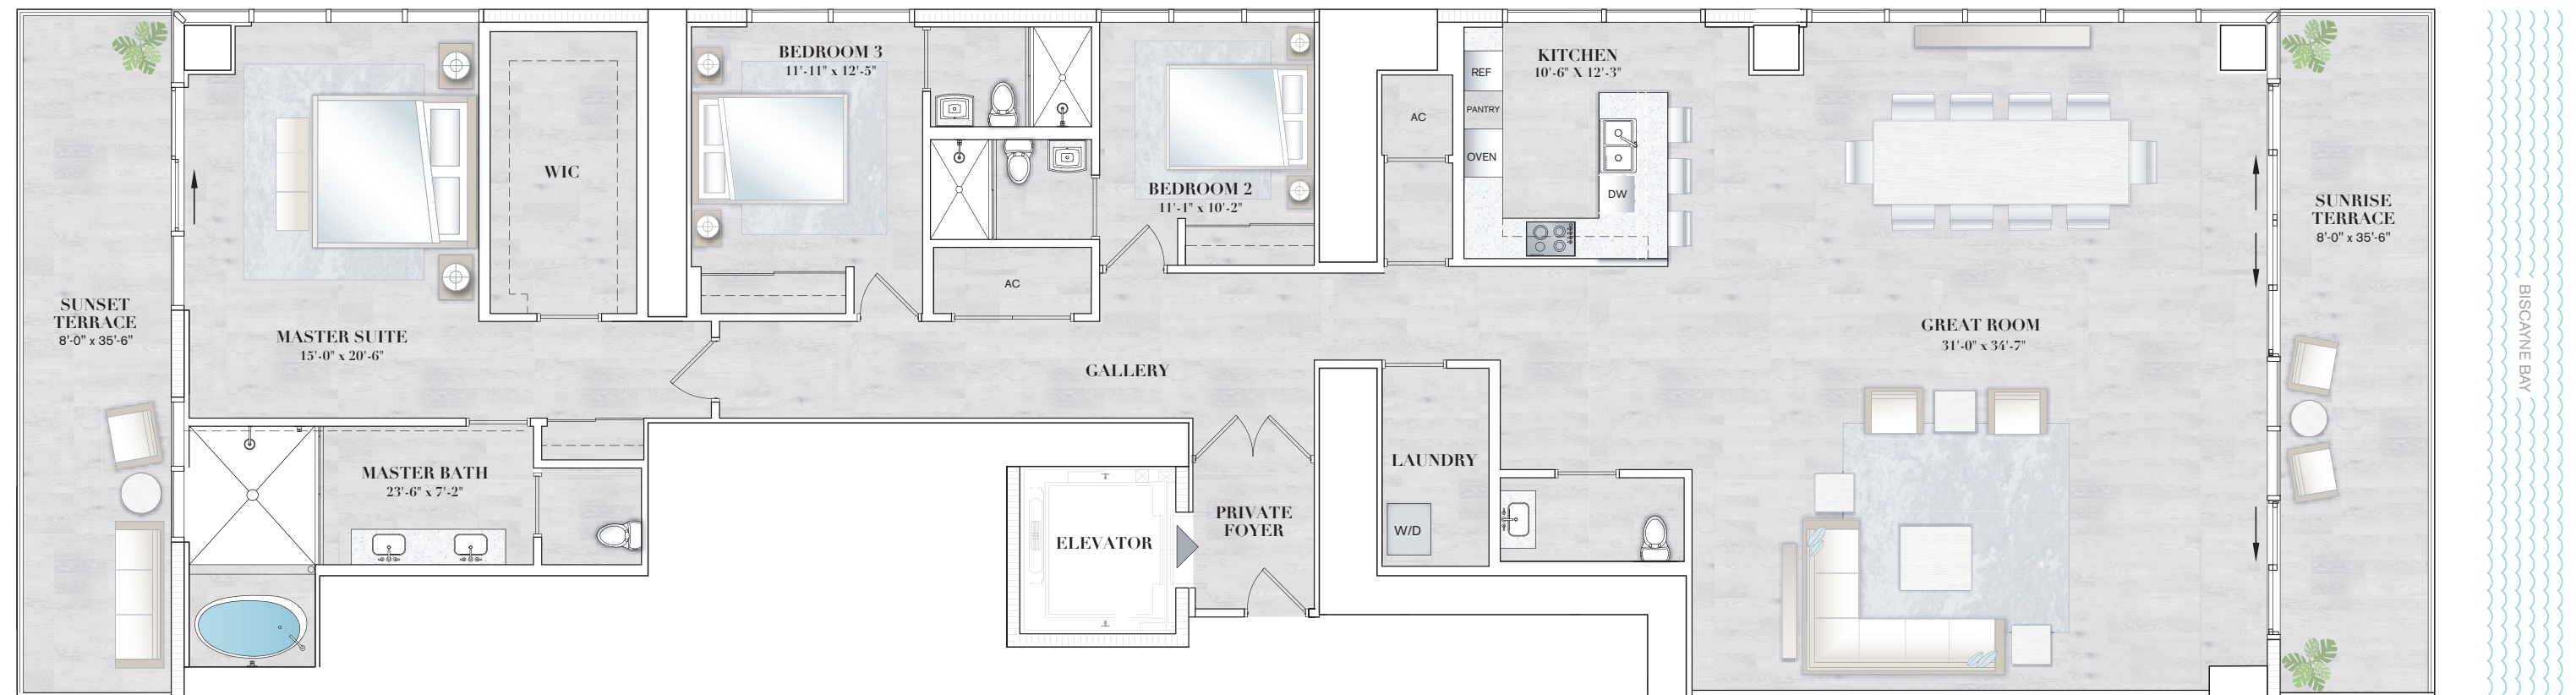 SUNSET
TERRACE
8'-0" x 35'-6"
MASTER SUITE
15'-0" x 20'-6"
WIC
MASTER BATH
23'-6" x 7'-2"
BEDROOM 3
11'-11" x 12'-5"
AC
BEDROOM 2
11'-1" x 10'-2"
GALLERY
ELEVATOR
PRIVATE
FOYER
AC
REF
PANTRY
OVEN
KITCHEN
10'-6" X 12'-3"
DW
LAUNDRY
W/D
GREAT ROOM
31'-0" x 34'-7"
SUNRISE
TERRACE
8'-0" x 35'-6"
BISCAYNE BAY